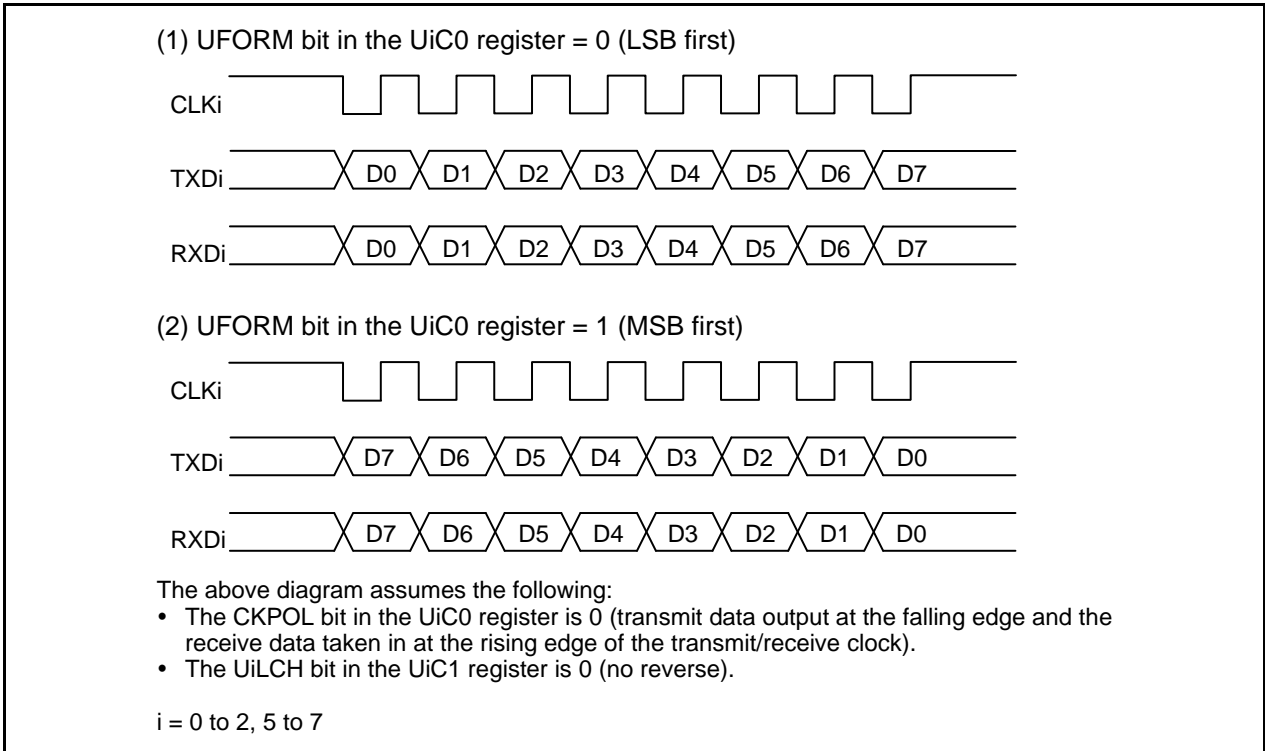 (1) UFORM bit in the UiC0 register = 0 (LSB first)
CLKi
TXDi D0 D1 D2 D3 D4 D5 D6 D7
RXDi D0 D1 D2 D3 D4 D5 D6 D7
(2) UFORM bit in the UiC0 register = 1 (MSB first)
CLKi
TXDi D7 D6 D5 D4 D3 D2 D1 D0
RXDi D7 D6 D5 D4 D3 D2 D1 D0
The above diagram assumes the following:
• The CKPOL bit in the UiC0 register is 0 (transmit data output at the falling edge and the
receive data taken in at the rising edge of the transmit/receive clock).
• The UiLCH bit in the UiC1 register is 0 (no reverse).
i = 0 to 2, 5 to 7